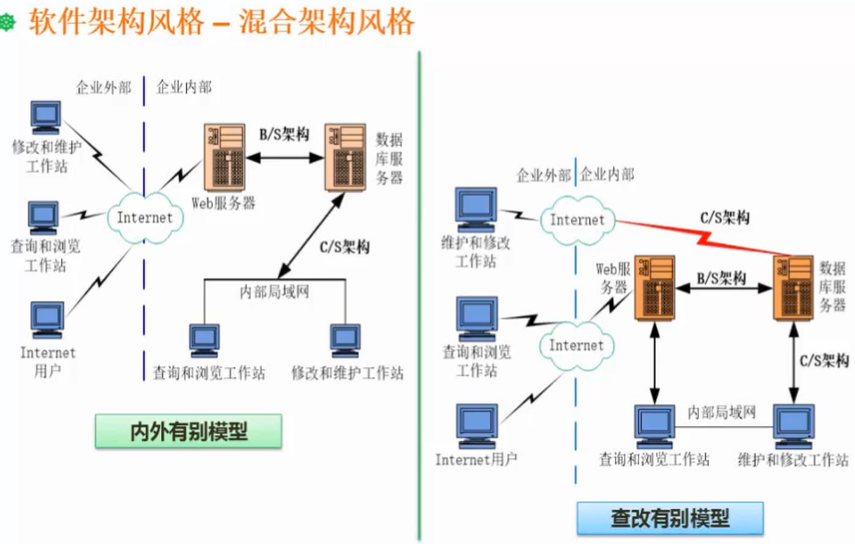 软件架构风格 – 混合架构风格
企业外部
企业内部
修改和维护
工作站
B/S架构
数据
库服
务器
Web服务器
Internet
查询和浏览
工作站
C/S架构
内部局域网
Internet
用户
查询和浏览工作站
修改和维护工作站
内外有别模型
企业外部
企业内部
Internet
C/S架构
维护和修改
工作站
Web服
务器
B/S架构
数据
库服
务器
查询和浏览
工作站
Internet
C/S架构
内部局域网
Internet用户
查询和浏览工作站
维护和修改工作站
查改有别模型